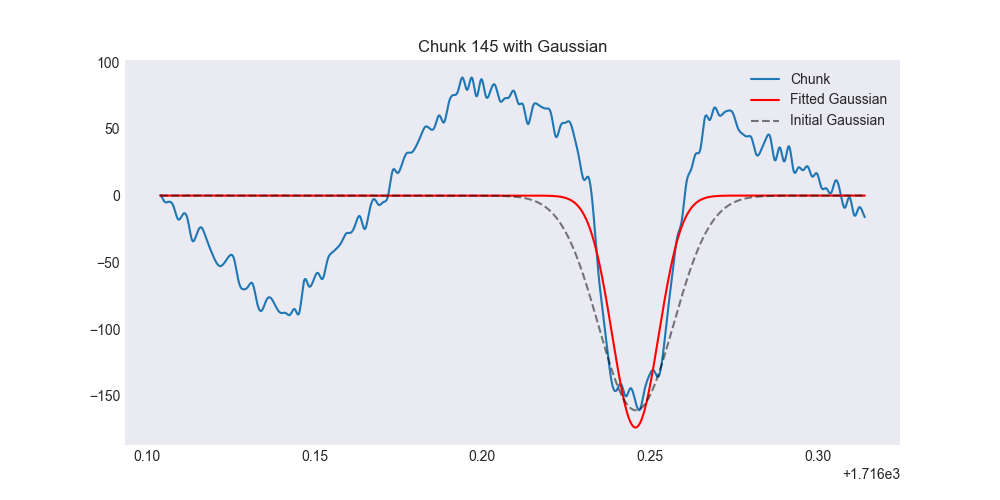 Chunk 145 with Gaussian
100
50
0
−50
−100
−150
Chunk
Fitted Gaussian
Initial Gaussian
0.10 0.15 0.20 0.25 0.30
+1.716e3